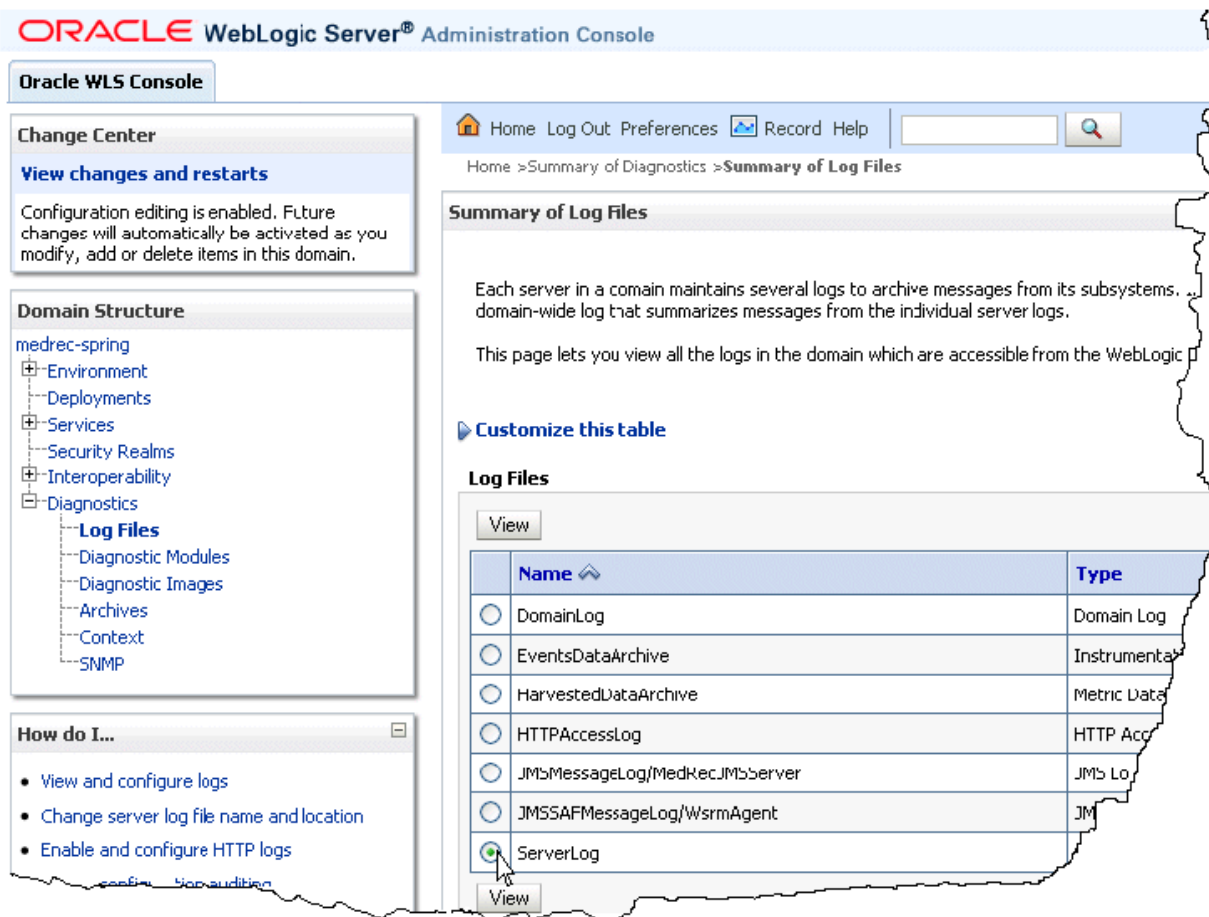 ORACLE WebLogic Server® Administration Console
Oracle WLS Console
Change Center
View changes and restarts
Configuration editing is enabled. Future
changes will automatically be activated as you
modify, add or delete items in this domain.
Domain Structure
medrec-spring
Environment
Deployments
Services
Security Realms
Interoperability
Diagnostics
Log Files
Diagnostic Modules
Diagnostic Images
Archives
Context
SNMP
How do I...
View and configure logs
Change server log file name and location
Enable and configure HTTP logs
auditing
Home Log Out Preferences Record Help
Home >Summary of Diagnostics >Summary of Log Files
Summary of Log Files
Each server in a comain maintains several logs to archive messages from its subsystems.
domain-wide log that summarizes messages from the individual server logs.
This page lets you view all the logs in the domain which are accessible from the WebLogic
Customize this table
Log Files
View
Name Type
DomainLog Domain Log
EventsDataArchive Instrumenta
HarvestedDataArchive Metric Data
HTTPAccessLog HTTP Acc
JMSMessageLog/MedRecJMSServer JMS Lo
JMSSAFMessageLog/WsrmAgent JM
ServerLog
View